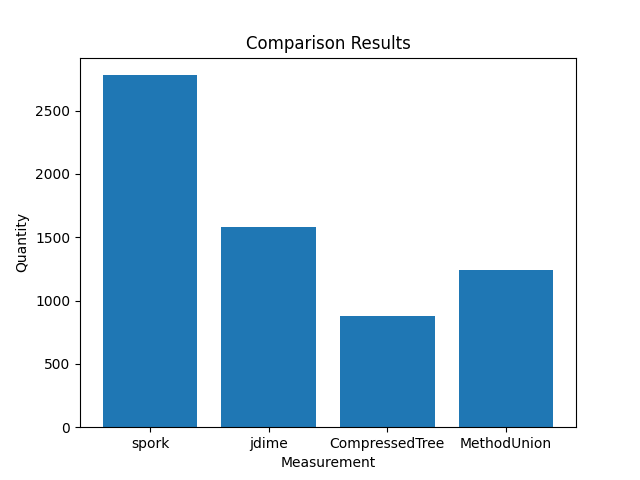 Comparison Results
2500
2000
1500
1000
500
0
Quantity
spork jdime CompressedTree MethodUnion
Measurement